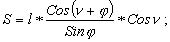 S = l * Cos(ν + φ) / Sinφ * Cosν ;